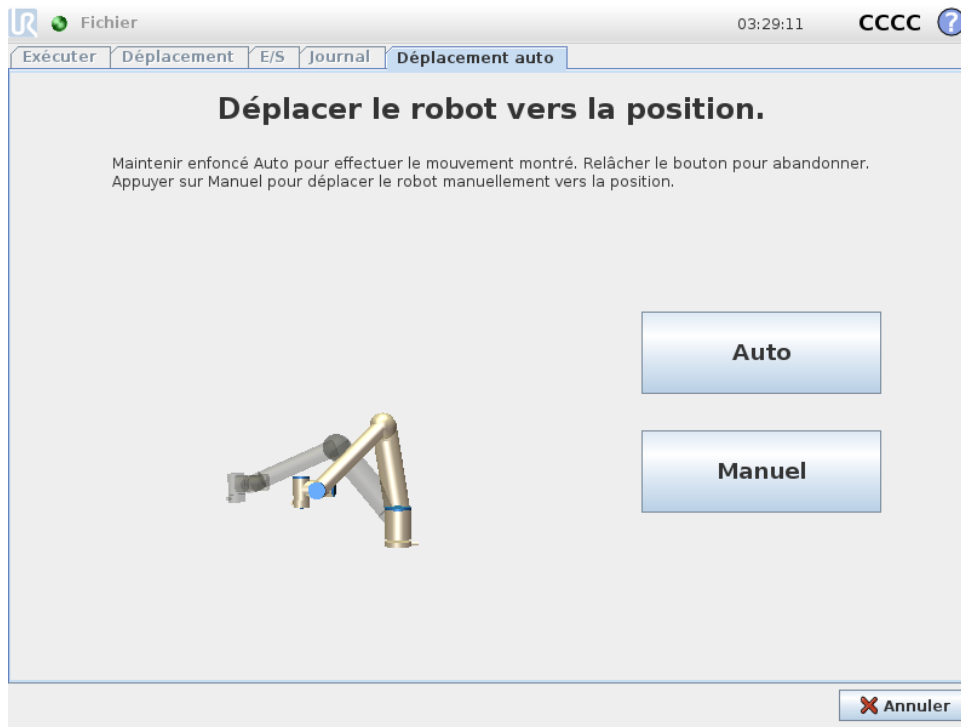 UR Fichier 03:29:11 CCCC ?
Exécuter Déplacement E/S Journal Déplacement auto
Déplacer le robot vers la position.
Maintenir enfoncé Auto pour effectuer le mouvement montré. Relâcher le bouton pour abandonner.
Appuyer sur Manuel pour déplacer le robot manuellement vers la position.
Auto
Manuel
Annuler